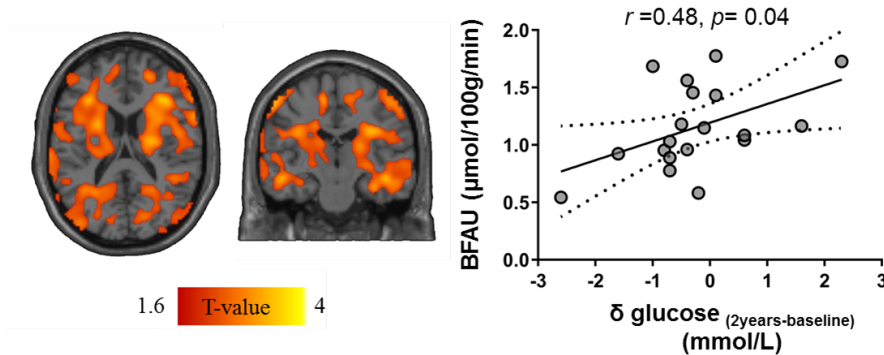 1.6 T-value 4
r =0.48, p= 0.04
BFAU (µmol/100g/min)
2.0
1.5
1.0
0.5
0.0
-3 -2 -1 0 1 2 3
δ glucose (2years-baseline)
(mmol/L)